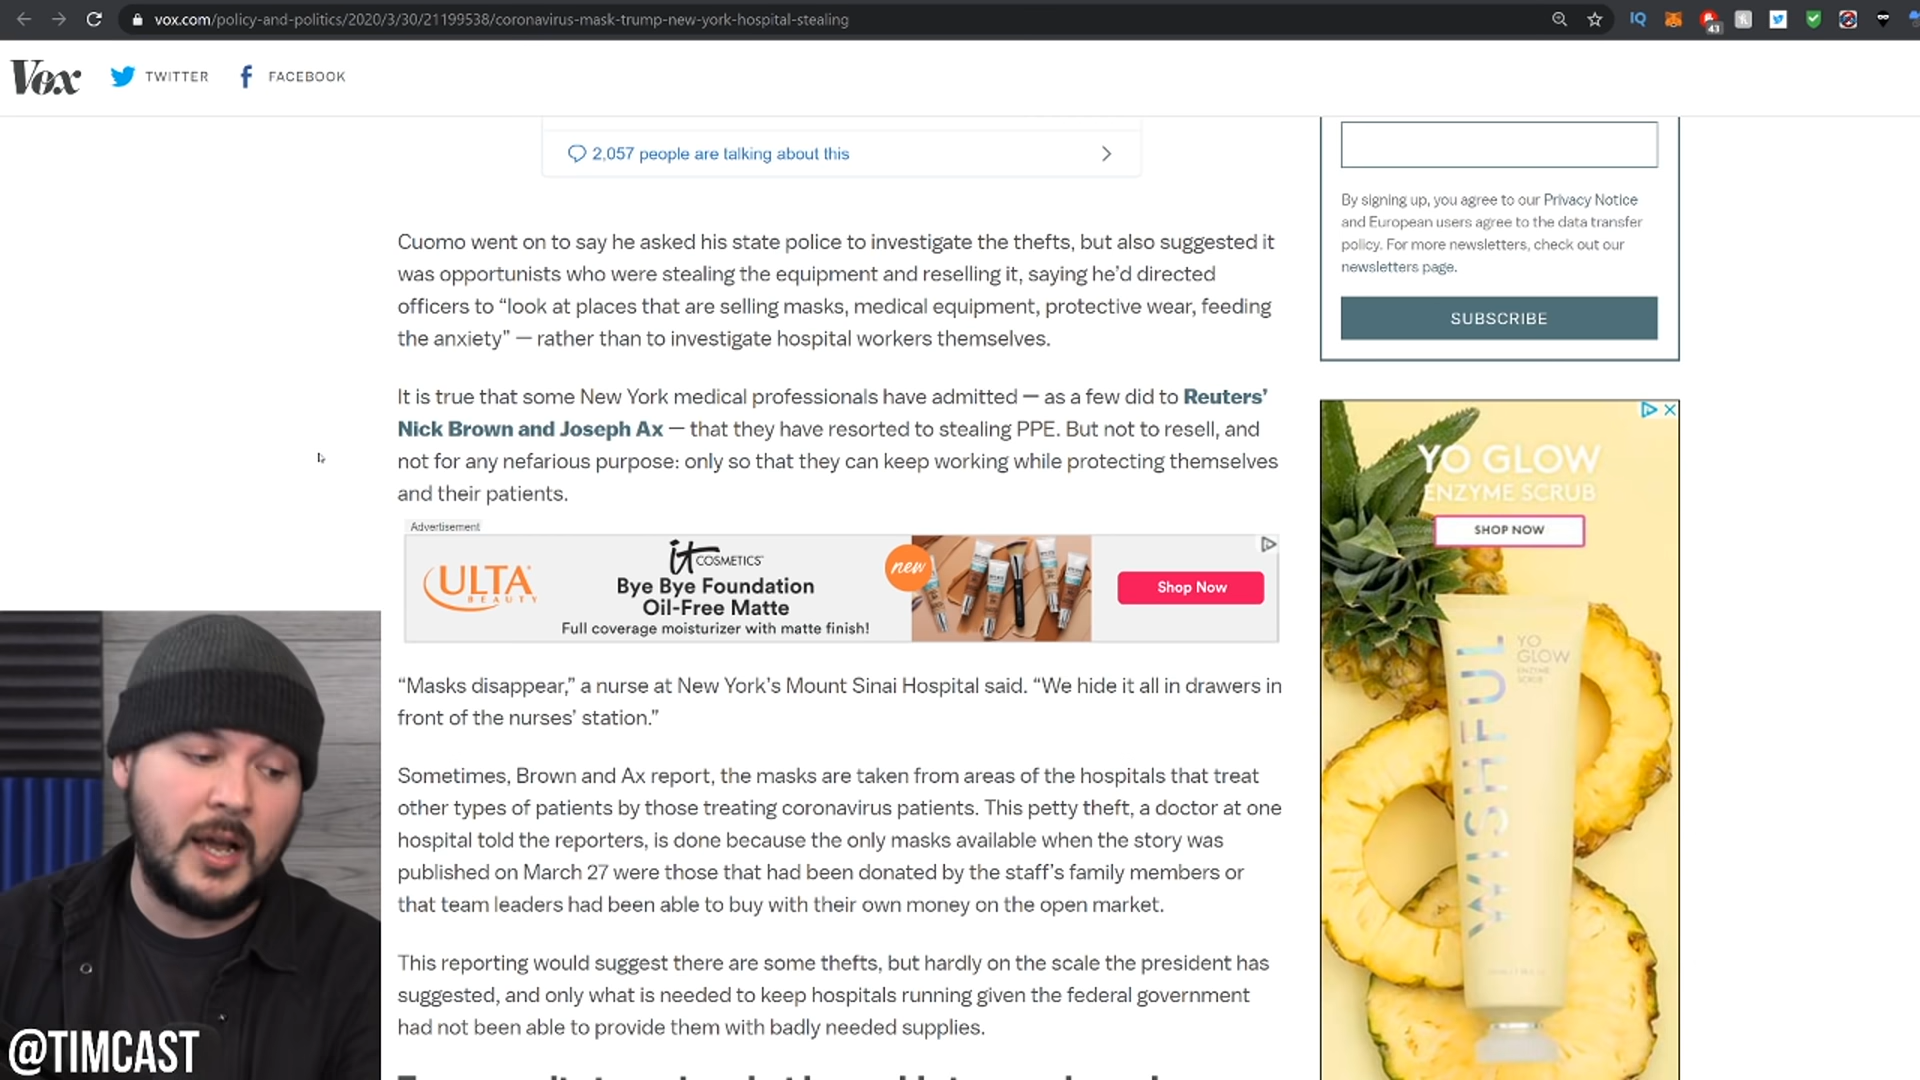 vox.com/policy-and-politics/2020/3/30/21199538/coronavirus-mask-trump-new-york-hospital-stealing
IQ
43
Vox
TWITTER
FACEBOOK
2,057 people are talking about this
Cuomo went on to say he asked his state police to investigate the thefts, but also suggested it
was opportunists who were stealing the equipment and reselling it, saying he’d directed
officers to “look at places that are selling masks, medical equipment, protective wear, feeding
the anxiety” — rather than to investigate hospital workers themselves.
It is true that some New York medical professionals have admitted — as a few did to Reuters’
Nick Brown and Joseph Ax — that they have resorted to stealing PPE. But not to resell, and
not for any nefarious purpose: only so that they can keep working while protecting themselves
and their patients.
Advertisement
ULTA
BEAUTY
it COSMETICS
Bye Bye Foundation
Oil-Free Matte
Full coverage moisturizer with matte finish!
new
Shop Now
“Masks disappear,” a nurse at New York’s Mount Sinai Hospital said. “We hide it all in drawers in
front of the nurses’ station.”
Sometimes, Brown and Ax report, the masks are taken from areas of the hospitals that treat
other types of patients by those treating coronavirus patients. This petty theft, a doctor at one
hospital told the reporters, is done because the only masks available when the story was
published on March 27 were those that had been donated by the staff’s family members or
that team leaders had been able to buy with their own money on the open market.
This reporting would suggest there are some thefts, but hardly on the scale the president has
suggested, and only what is needed to keep hospitals running given the federal government
had not been able to provide them with badly needed supplies.
By signing up, you agree to our Privacy Notice
and European users agree to the data transfer
policy. For more newsletters, check out our
newsletters page.
SUBSCRIBE
YO GLOW
ENZYME SCRUB
SHOP NOW
WISHFUL
YO
GLOW
ENZYME
SCRUB
@TIMCAST